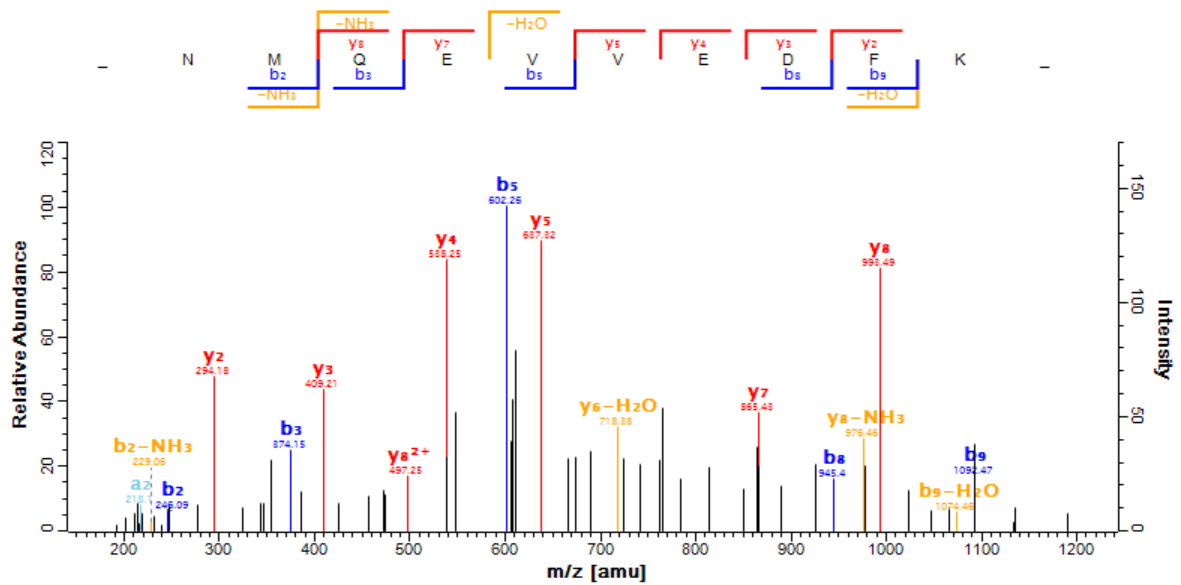 −NH₃ −H₂O
y₈ y₇ y₅ y₄ y₃ y₂
_ N M Q E V V E D F K _
b₂ b₃ b₅ b₈ b₉
−NH₃ −H₂O
120
100
80
60
40
20
0
Relative Abundance
150
100
50
0
Intensity
b₅
602.26
y₅
637.32
y₄
538.25
y₈
993.49
y₂
294.18
y₃
409.21
y₇
865.43
y₆−H₂O
718.38
y₈−NH₃
976.46
b₂−NH₃
229.06
b₃
374.15
y₈²⁺
497.25
b₉
1092.47
a₂
b₂
246.09
b₈
945.4
b₉−H₂O
1074.46
200 300 400 500 600 700 800 900 1000 1100 1200
m/z [amu]